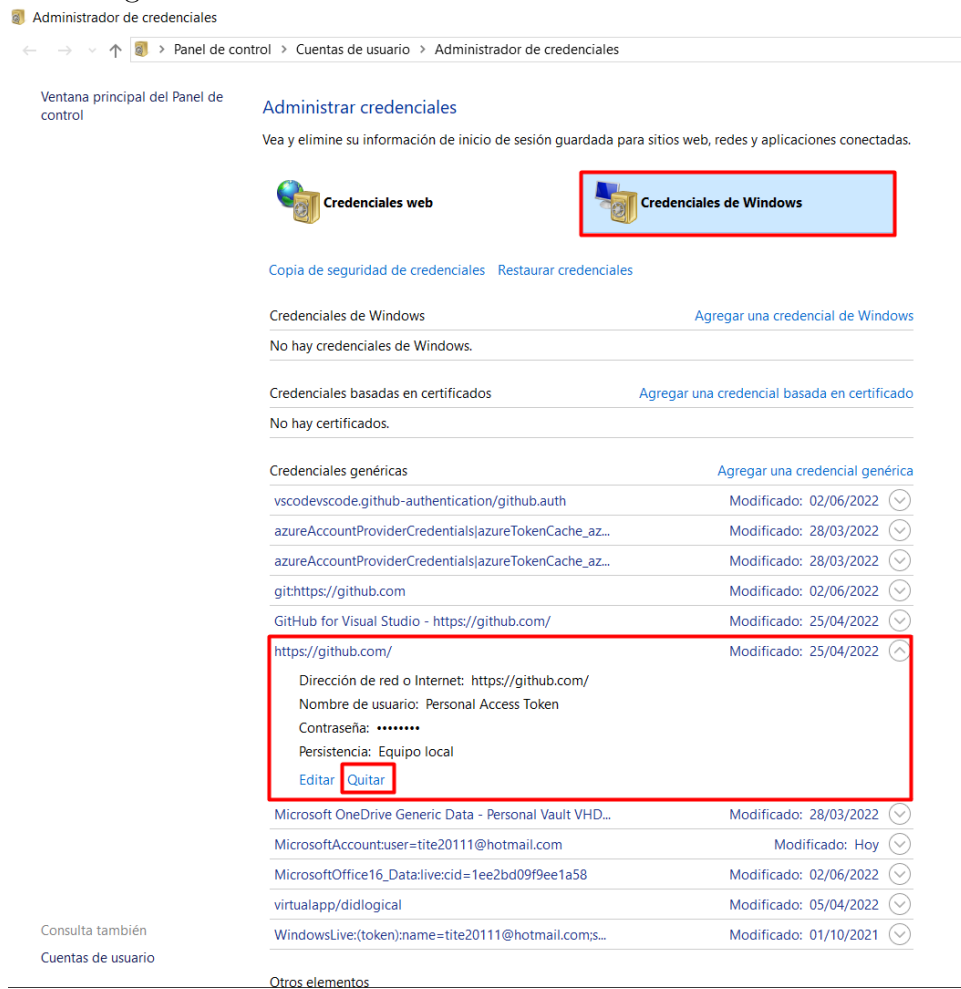 Administrador de credenciales
Panel de control > Cuentas de usuario > Administrador de credenciales
Ventana principal del Panel de
control
Administrar credenciales
Vea y elimine su información de inicio de sesión guardada para sitios web, redes y aplicaciones conectadas.
Credenciales web
Credenciales de Windows
Copia de seguridad de credenciales Restaurar credenciales
Credenciales de Windows Agregar una credencial de Windows
No hay credenciales de Windows.
Credenciales basadas en certificados Agregar una credencial basada en certificado
No hay certificados.
Credenciales genéricas Agregar una credencial genérica
vscodevscode.github-authentication/github.auth Modificado: 02/06/2022
azureAccountProviderCredentials|azureTokenCache_az... Modificado: 28/03/2022
azureAccountProviderCredentials|azureTokenCache_az... Modificado: 28/03/2022
git:https://github.com Modificado: 02/06/2022
GitHub for Visual Studio - https://github.com/ Modificado: 25/04/2022
https://github.com/ Modificado: 25/04/2022
Dirección de red o Internet: https://github.com/
Nombre de usuario: Personal Access Token
Contraseña: ••••••••
Persistencia: Equipo local
Editar Quitar
Microsoft OneDrive Generic Data - Personal Vault VHD... Modificado: 28/03/2022
MicrosoftAccount:user=tite20111@hotmail.com Modificado: Hoy
MicrosoftOffice16_Data:live:cid=1ee2bd09f9ee1a58 Modificado: 02/06/2022
virtualapp/didlogical Modificado: 05/04/2022
WindowsLive:(token):name=tite20111@hotmail.com;s... Modificado: 01/10/2021
Consulta también
Cuentas de usuario
Otros elementos